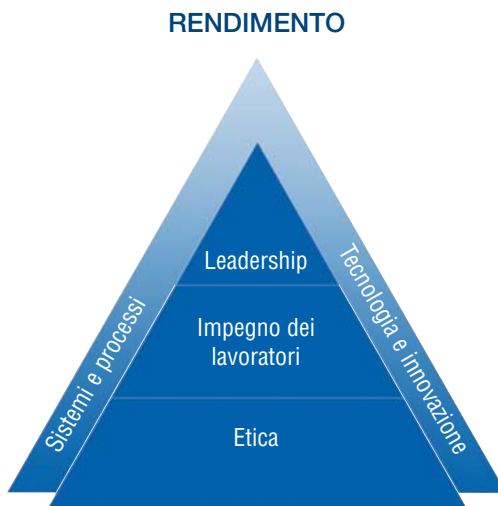 RENDIMENTO
Leadership
Impegno dei
lavoratori
Etica
Sistemi e processi
Tecnologia e innovazione